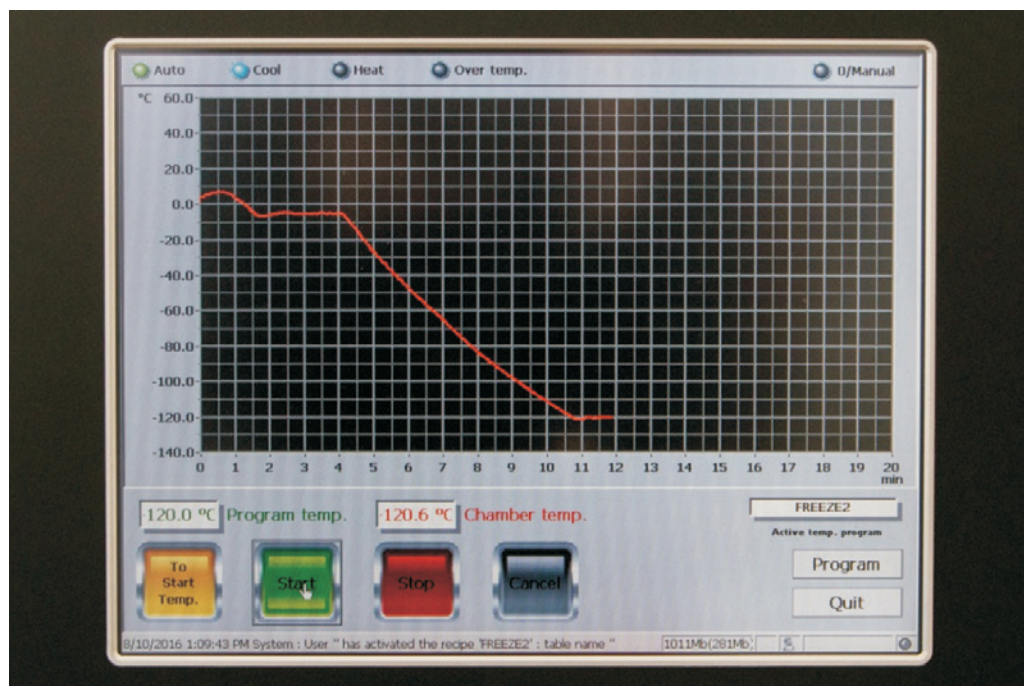 Auto Cool Heat Over temp. 0/Manual
°C 60.0
40.0
20.0
0.0
-20.0
-40.0
-60.0
-80.0
-100.0
-120.0
-140.0
0 1 2 3 4 5 6 7 8 9 10 11 12 13 14 15 16 17 18 19 20
min
-120.0 °C Program temp. -120.6 °C Chamber temp. FREEZE2
Active temp. program
To
Start
Temp.
Start
Stop
Cancel
Program
Quit
8/10/2016 1:09:43 PM System : User '' has activated the recipe 'FREEZE2' : table name '' 1011Mb(281Mb)